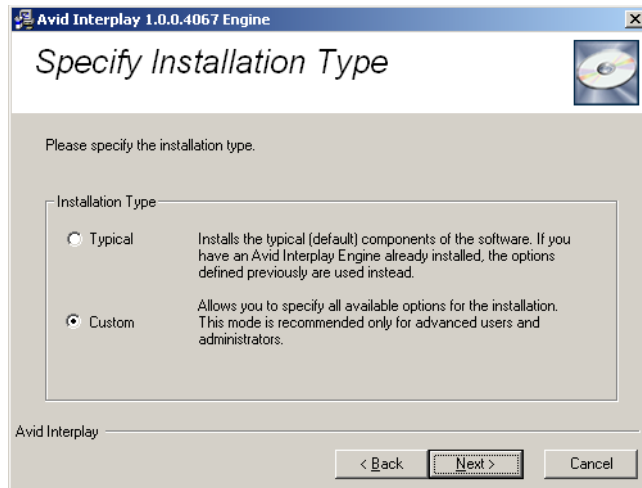 Avid Interplay 1.0.0.4067 Engine
Specify Installation Type
Please specify the installation type.
Installation Type
Typical
Installs the typical (default) components of the software. If you
have an Avid Interplay Engine already installed, the options
defined previously are used instead.
Custom
Allows you to specify all available options for the installation.
This mode is recommended only for advanced users and
administrators.
Avid Interplay
< Back
Next >
Cancel